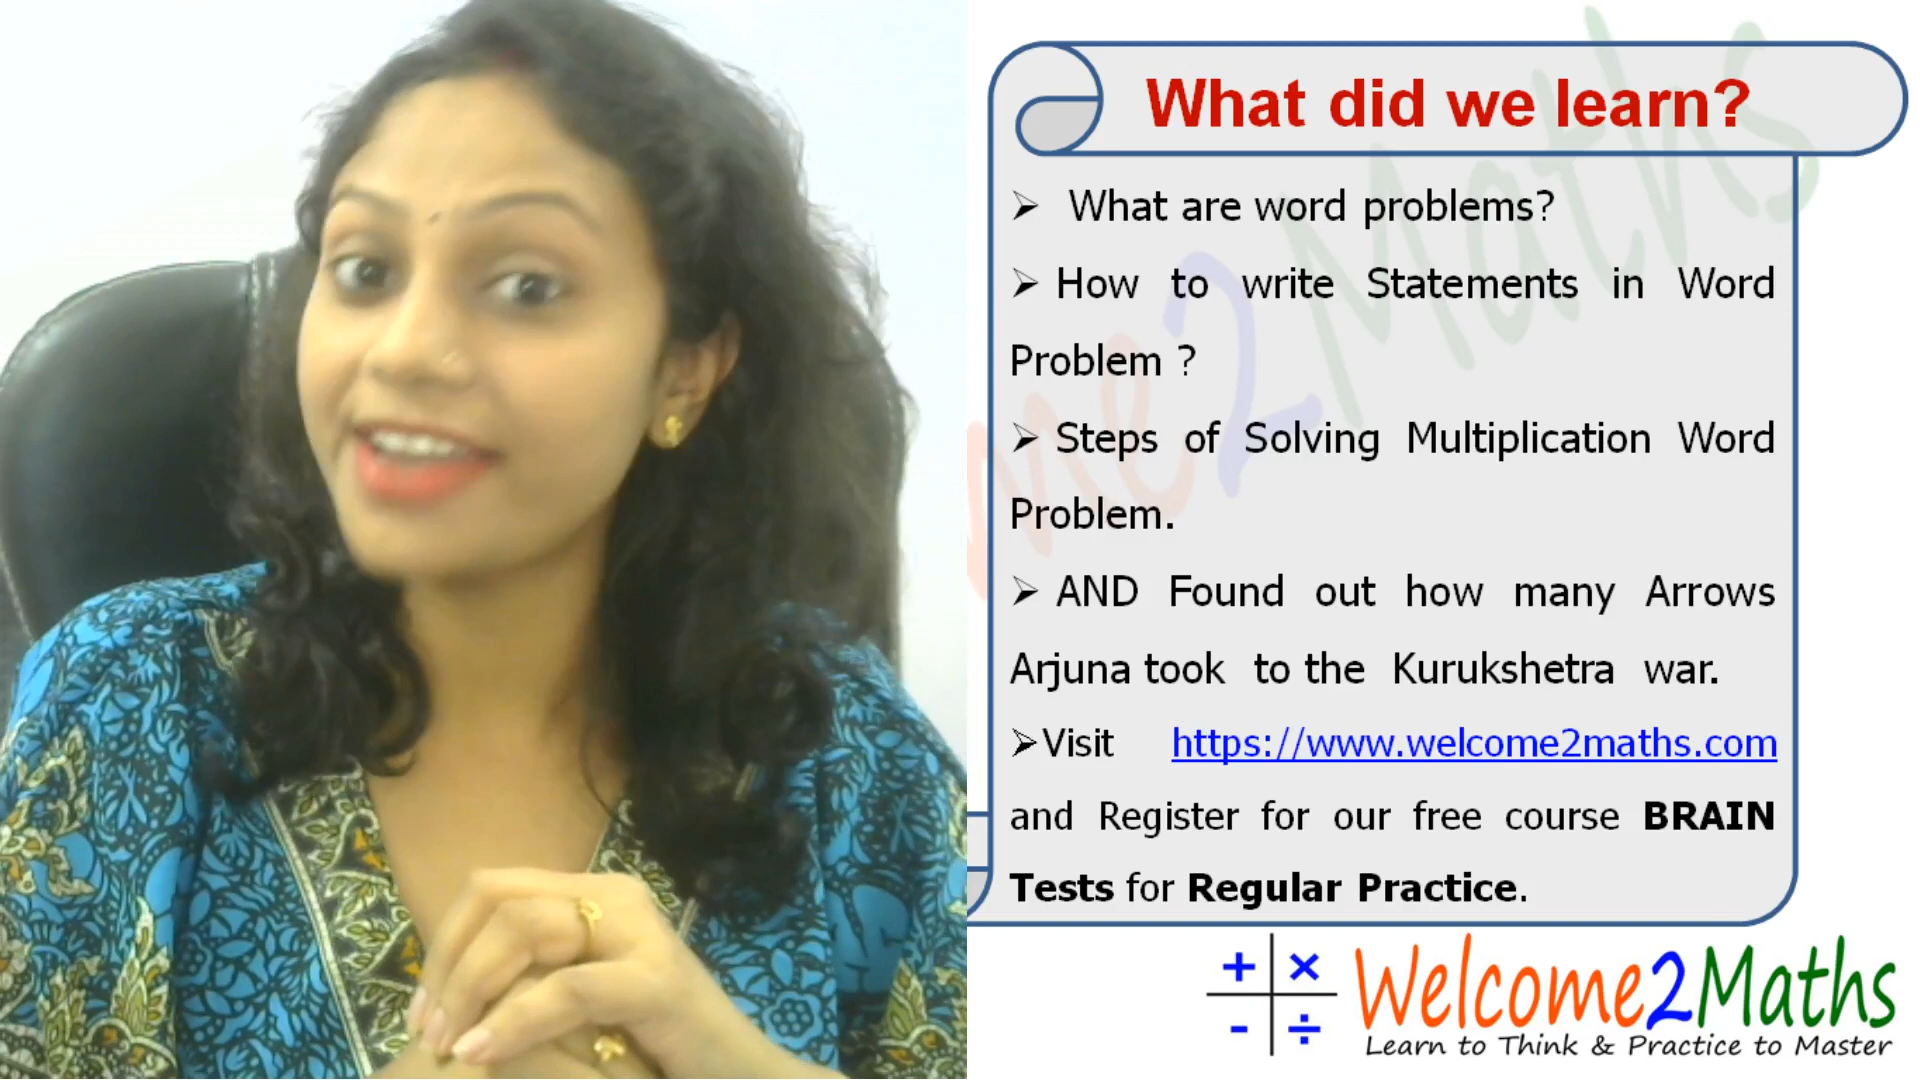 What did we learn?
➢ What are word problems?
➢ How to write Statements in Word
Problem ?
➢ Steps of Solving Multiplication Word
Problem.
➢ AND Found out how many Arrows
Arjuna took to the Kurukshetra war.
➢Visit https://www.welcome2maths.com
and Register for our free course BRAIN
Tests for Regular Practice.
+ ×
- ÷
Welcome2Maths
Learn to Think & Practice to Master
me2Maths